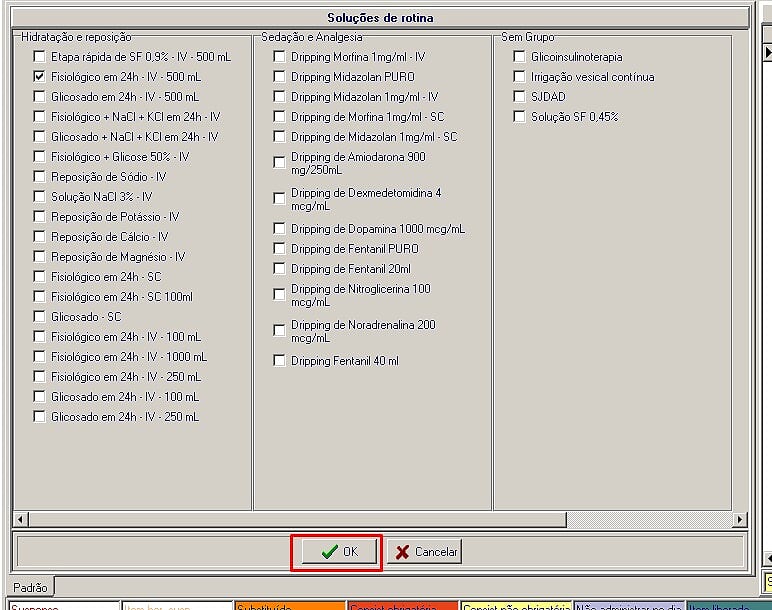 Soluções de rotina
Hidratação e reposição
Etapa rápida de SF 0,9% - IV - 500 mL
Fisiológico em 24h - IV - 500 mL
Glicosado em 24h - IV - 500 mL
Fisiológico + NaCl + KCl em 24h - IV
Glicosado + NaCl + KCl em 24h - IV
Fisiológico + Glicose 50% - IV
Reposição de Sódio - IV
Solução NaCl 3% - IV
Reposição de Potássio - IV
Reposição de Cálcio - IV
Reposição de Magnésio - IV
Fisiológico em 24h - SC
Fisiológico em 24h - SC 100ml
Glicosado - SC
Fisiológico em 24h - IV - 100 mL
Fisiológico em 24h - IV - 1000 mL
Fisiológico em 24h - IV - 250 mL
Glicosado em 24h - IV - 100 mL
Glicosado em 24h - IV - 250 mL
Sedação e Analgesia
Dripping Morfina 1mg/ml - IV
Dripping Midazolan PURO
Dripping Midazolan 1mg/ml - IV
Dripping de Morfina 1mg/ml - SC
Dripping de Midazolan 1mg/ml - SC
Dripping de Amiodarona 900
mg/250mL
Dripping de Dexmedetomidina 4
mcg/mL
Dripping de Dopamina 1000 mcg/mL
Dripping de Fentanil PURO
Dripping de Fentanil 20ml
Dripping de Nitroglicerina 100
mcg/mL
Dripping de Noradrenalina 200
mcg/mL
Dripping Fentanil 40 ml
Sem Grupo
Glicoinsulinoterapia
Irrigação vesical contínua
SJDAD
Solução SF 0,45%
OK
Cancelar
Padrão
Suspenso
Substituído
Consist obrigatória
Consist não obrigatória
Não administrar no dia
Item liberado